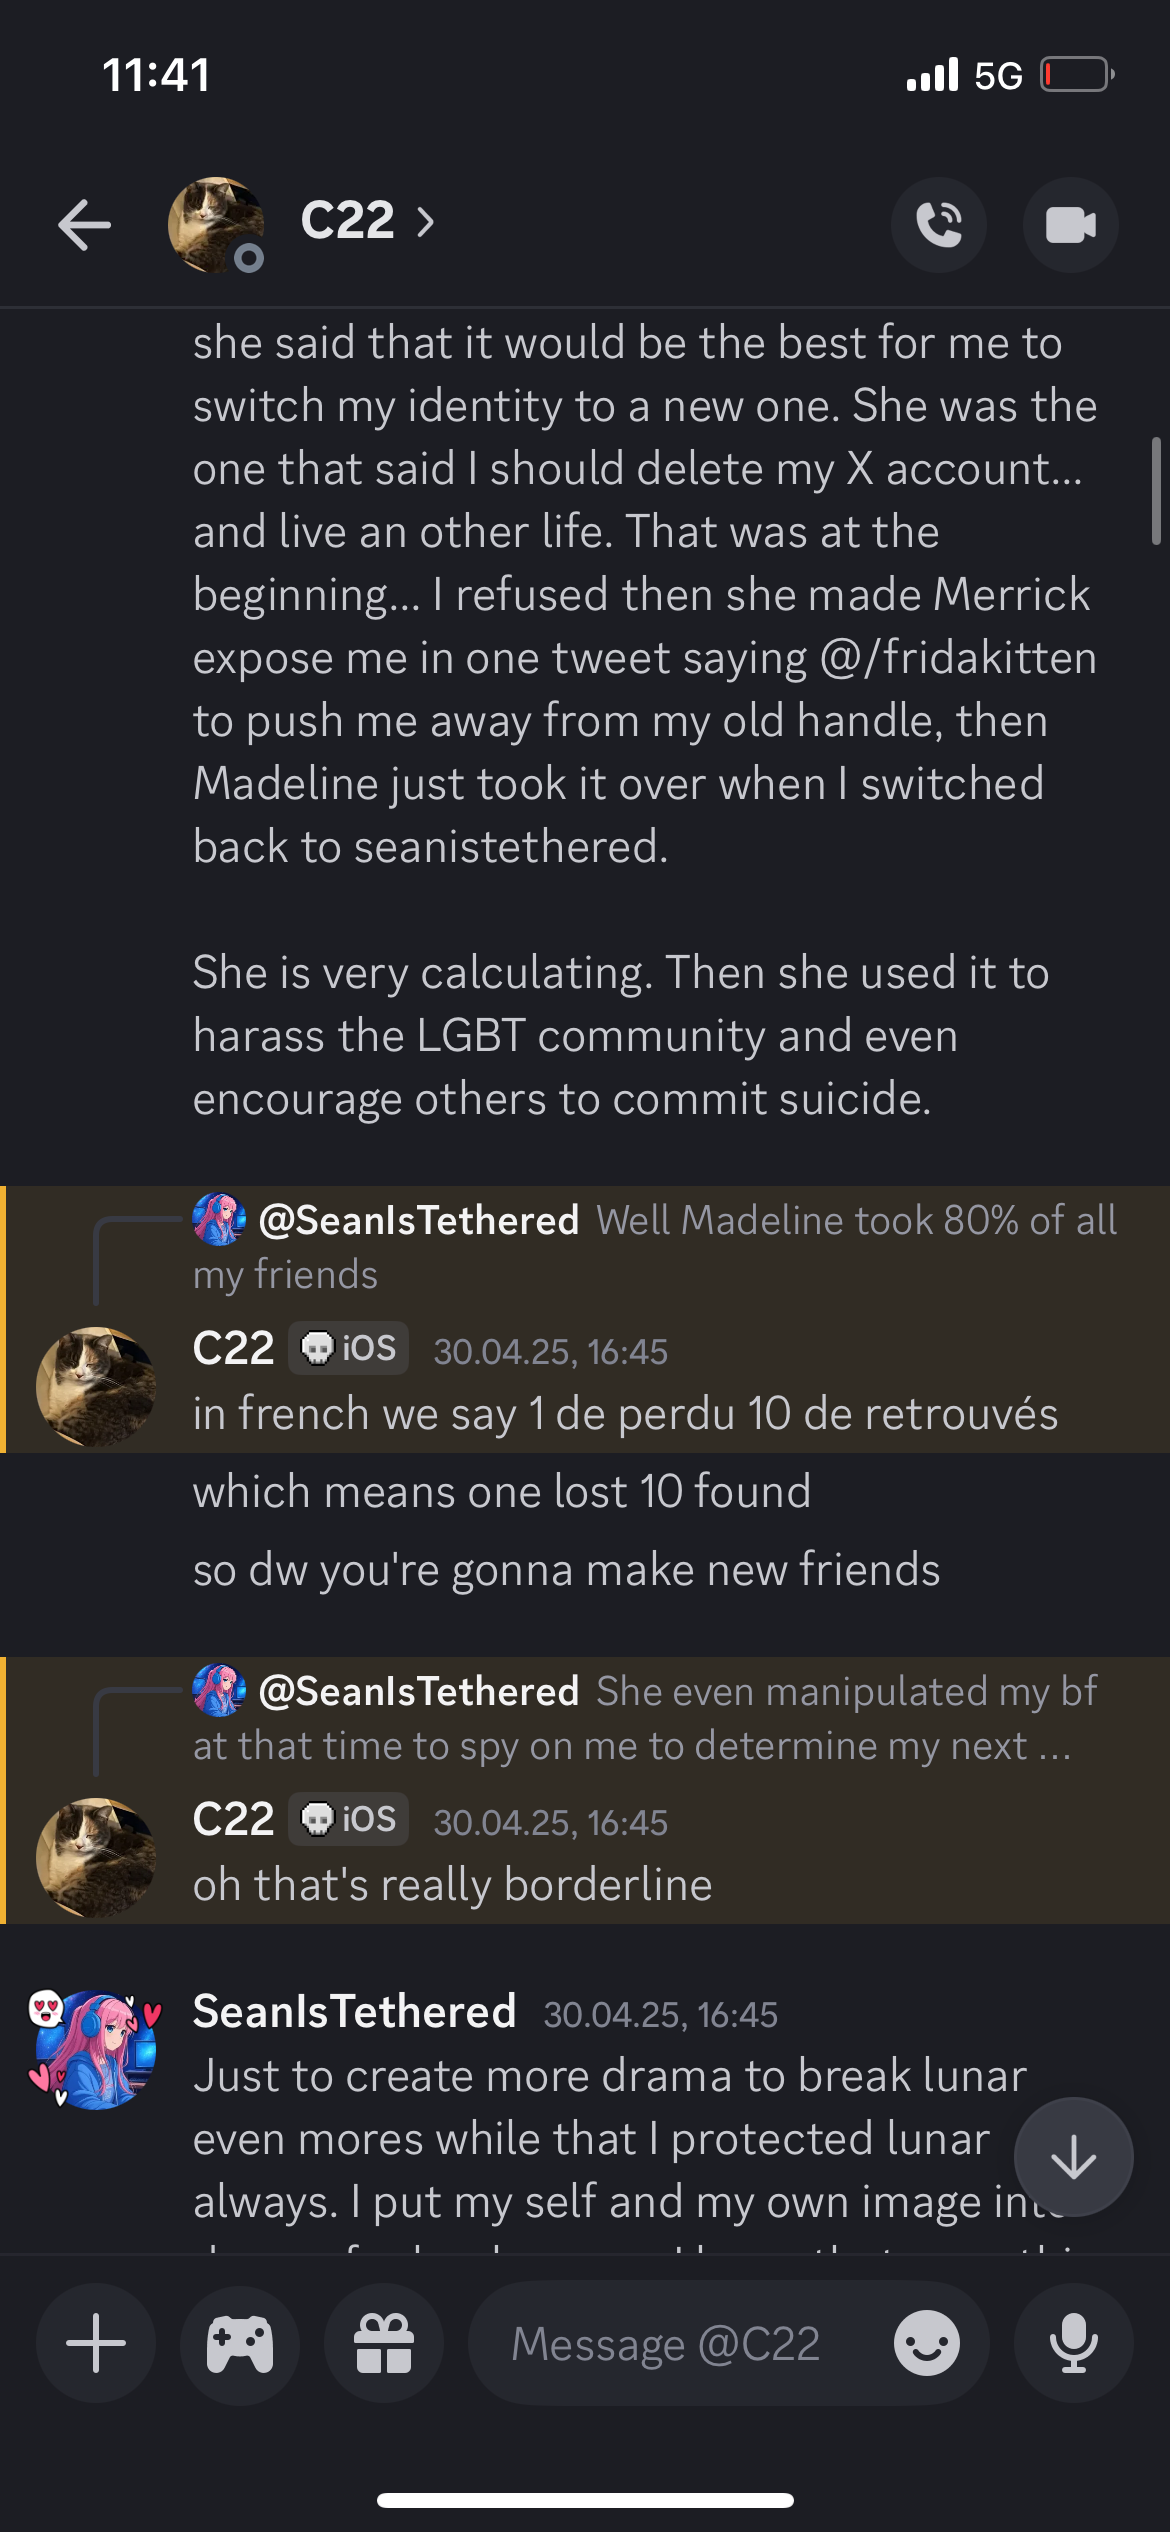 11:41
5G
C22
she said that it would be the best for me to
switch my identity to a new one. She was the
one that said I should delete my X account...
and live an other life. That was at the
beginning... I refused then she made Merrick
expose me in one tweet saying @/fridakitten
to push me away from my old handle, then
Madeline just took it over when I switched
back to seanistethered.
She is very calculating. Then she used it to
harass the LGBT community and even
encourage others to commit suicide.
@SeanIsTethered Well Madeline took 80% of all
my friends
C22 iOS 30.04.25, 16:45
in french we say 1 de perdu 10 de retrouvés
which means one lost 10 found
so dw you're gonna make new friends
@SeanIsTethered She even manipulated my bf
at that time to spy on me to determine my next ...
C22 iOS 30.04.25, 16:45
oh that's really borderline
SeanIsTethered 30.04.25, 16:45
Just to create more drama to break lunar
even mores while that I protected lunar
always. I put my self and my own image into
Message @C22